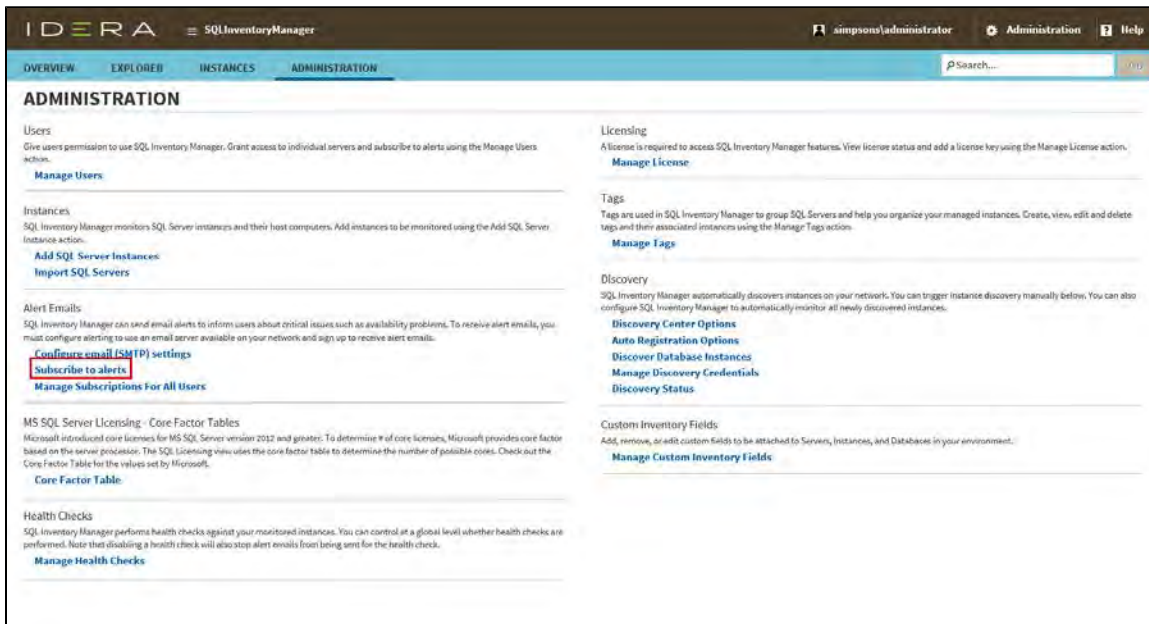 IDERA
SQLInventoryManager
simpsons\administrator
Administration
Help
OVERVIEW
EXPLORER
INSTANCES
ADMINISTRATION
Search...
ADMINISTRATION
Users
Give users permission to use SQL Inventory Manager. Grant access to individual servers and subscribe to alerts using the Manage Users
action.
Manage Users
Instances
SQL Inventory Manager monitors SQL Server instances and their host computers. Add instances to be monitored using the Add SQL Server
Instance action.
Add SQL Server Instances
Import SQL Servers
Alert Emails
SQL Inventory Manager can send email alerts to inform users about critical issues such as availability problems. To receive alert emails, you
must configure alerting to use an email server available on your network and sign up to receive alert emails.
Configure email (SMTP) settings
Subscribe to alerts
Manage Subscriptions For All Users
MS SQL Server Licensing - Core Factor Tables
Microsoft introduced core licenses for MS SQL Server version 2012 and greater. To determine # of core licenses, Microsoft provides core factor
based on the server processor. The SQL Licensing view uses the core factor table to determine the number of possible cores. Check out the
Core Factor Table for the values set by Microsoft.
Core Factor Table
Health Checks
SQL Inventory Manager performs health checks against your monitored instances. You can control at a global level whether health checks are
performed. Note that disabling a health check will also stop alert emails from being sent for the health check.
Manage Health Checks
Licensing
A license is required to access SQL Inventory Manager features. View license status and add a license key using the Manage License action.
Manage License
Tags
Tags are used in SQL Inventory Manager to group SQL Servers and help you organize your managed instances. Create, view, edit and delete
tags and their associated instances using the Manage Tags action
Manage Tags
Discovery
SQL Inventory Manager automatically discovers instances on your network. You can trigger instance discovery manually below. You can also
configure SQL Inventory Manager to automatically monitor all newly discovered instances.
Discovery Center Options
Auto Registration Options
Discover Database Instances
Manage Discovery Credentials
Discovery Status
Custom Inventory Fields
Add, remove, or edit custom fields to be attached to Servers, Instances, and Databases in your environment.
Manage Custom Inventory Fields